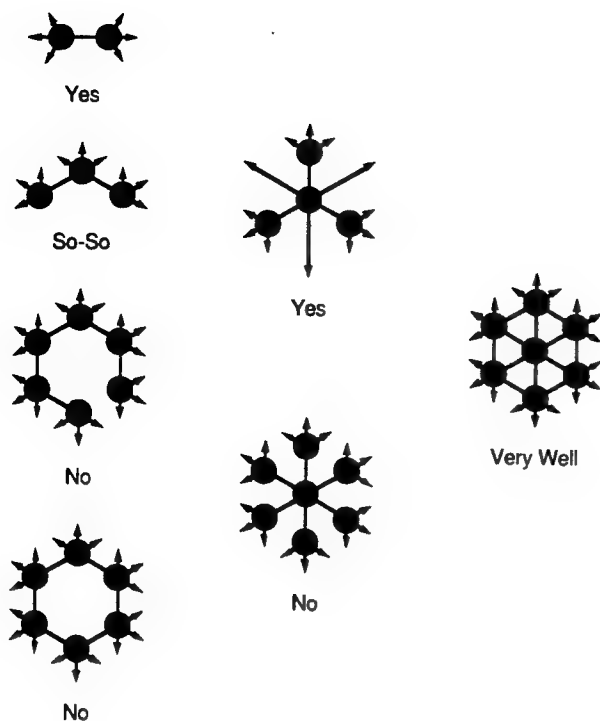 Yes
So-So
Yes
No
Very Well
No
No